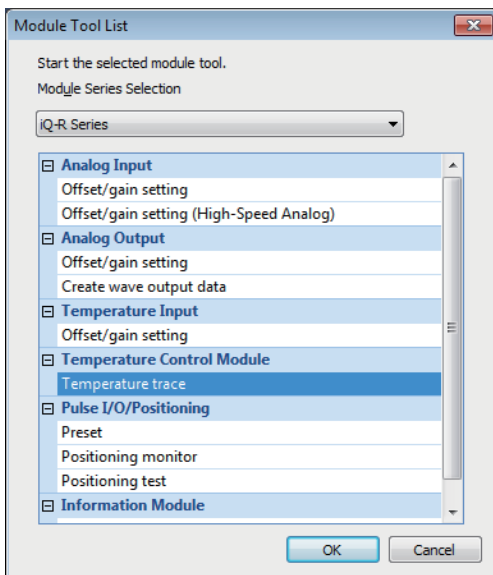 Module Tool List
Start the selected module tool.
Module Series Selection
iQ-R Series
Analog Input
Offset/gain setting
Offset/gain setting (High-Speed Analog)
Analog Output
Offset/gain setting
Create wave output data
Temperature Input
Offset/gain setting
Temperature Control Module
Temperature trace
Pulse I/O/Positioning
Preset
Positioning monitor
Positioning test
Information Module
OK Cancel